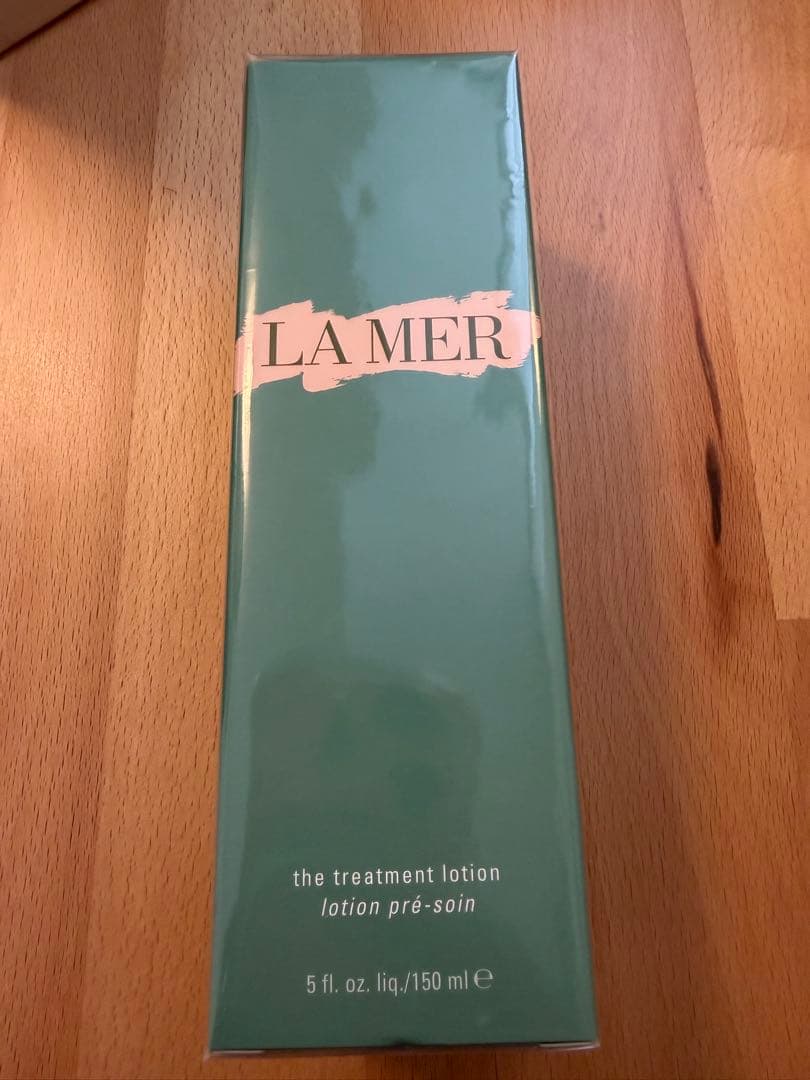 LA MER
the treatment lotion
lotion pré-soin
5 fl. oz. liq./150 ml ℮